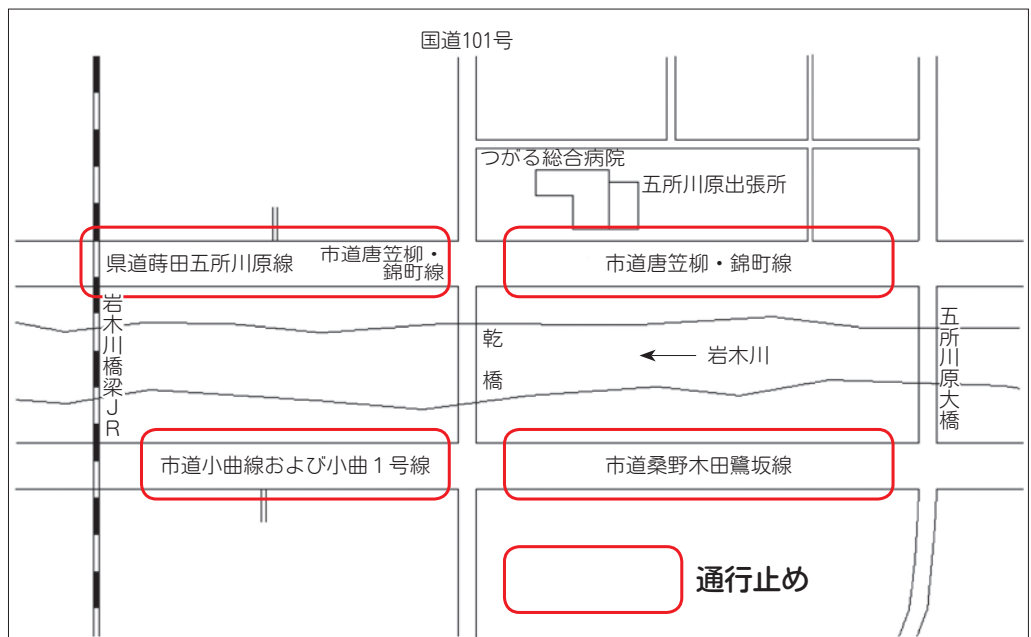 国道101号
つがる総合病院
五所川原出張所
県道蒔田五所川原線
市道唐笠柳・
錦町線
市道唐笠柳・錦町線
岩木川橋梁JR
乾橋
岩木川
五所川原大橋
市道小曲線および小曲１号線
市道桑野木田鷺坂線
通行止め